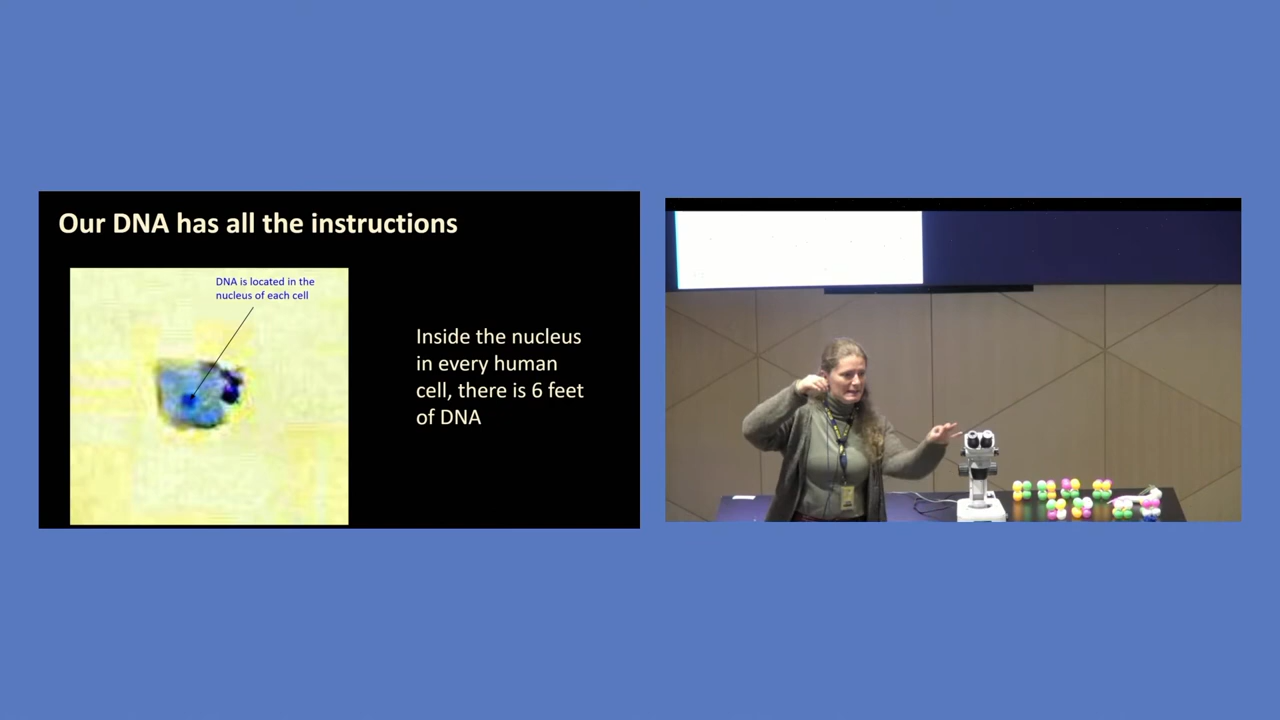 Our DNA has all the instructions
DNA is located in the
nucleus of each cell
Inside the nucleus
in every human
cell, there is 6 feet
of DNA